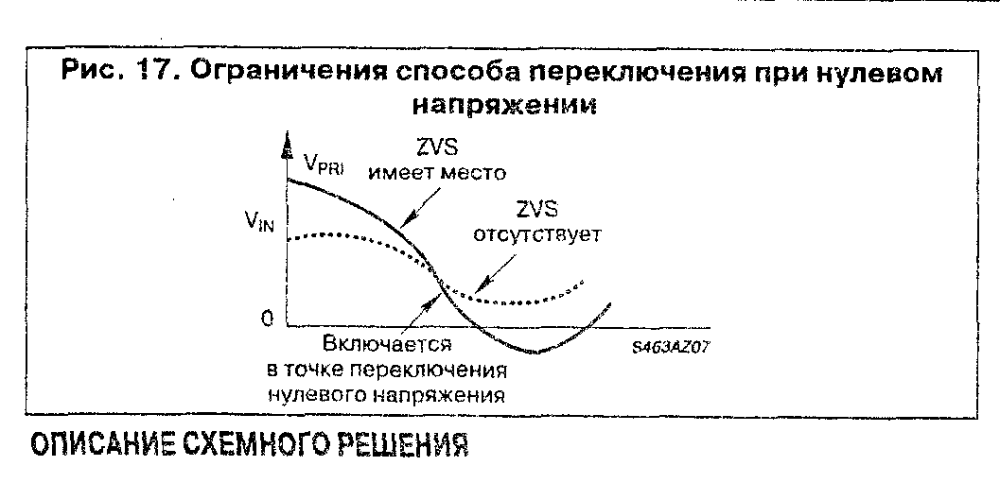 Рис. 17. Ограничения способа переключения при нулевом
напряжении
ZVS
имеет место
VPRI
ZVS
отсутствует
VIN
0
Включается
в точке переключения
нулевого напряжения
S463AZ07
ОПИСАНИЕ СХЕМНОГО РЕШЕНИЯ